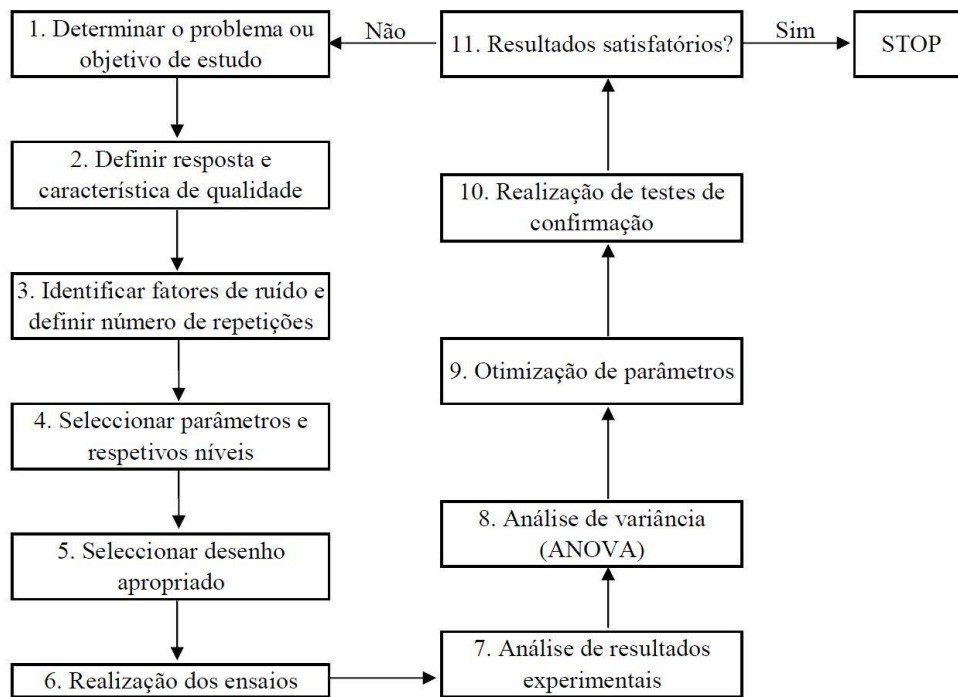 1. Determinar o problema ou
objetivo de estudo
Não
11. Resultados satisfatórios?
Sim
STOP
2. Definir resposta e
característica de qualidade
10. Realização de testes de
confirmação
3. Identificar fatores de ruído e
definir número de repetições
9. Otimização de parâmetros
4. Seleccionar parâmetros e
respetivos níveis
8. Análise de variância
(ANOVA)
5. Seleccionar desenho
apropriado
6. Realização dos ensaios
7. Análise de resultados
experimentais